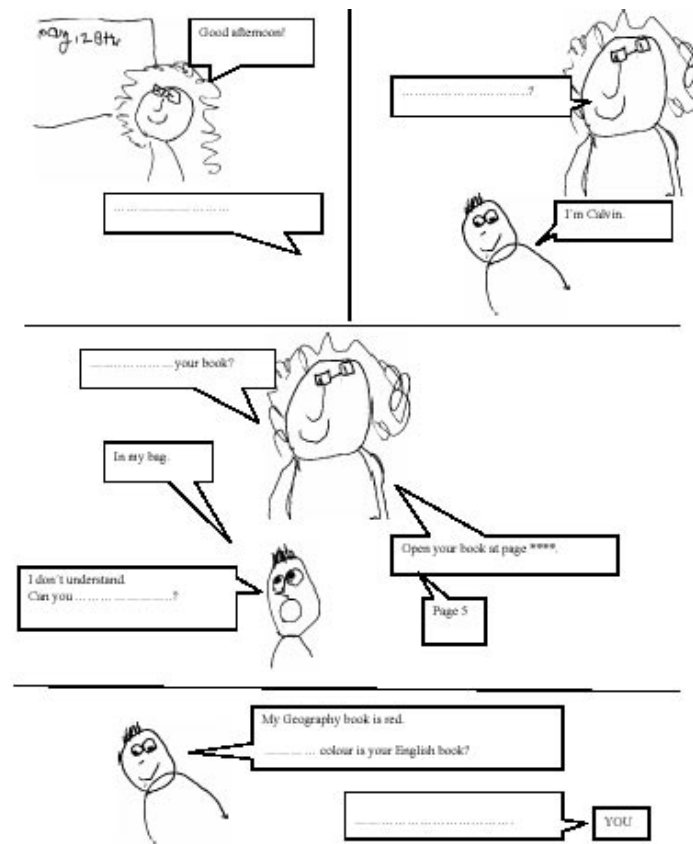 may, 28th
Good afternoon!
..............................
..............................?
I'm Calvin.
.....................your book?
In my bag.
Open your book at page ****.
I don´t understand.
Can you ........................?
Page 5
My Geography book is red.
............ colour is your English book?
..................................... .
YOU